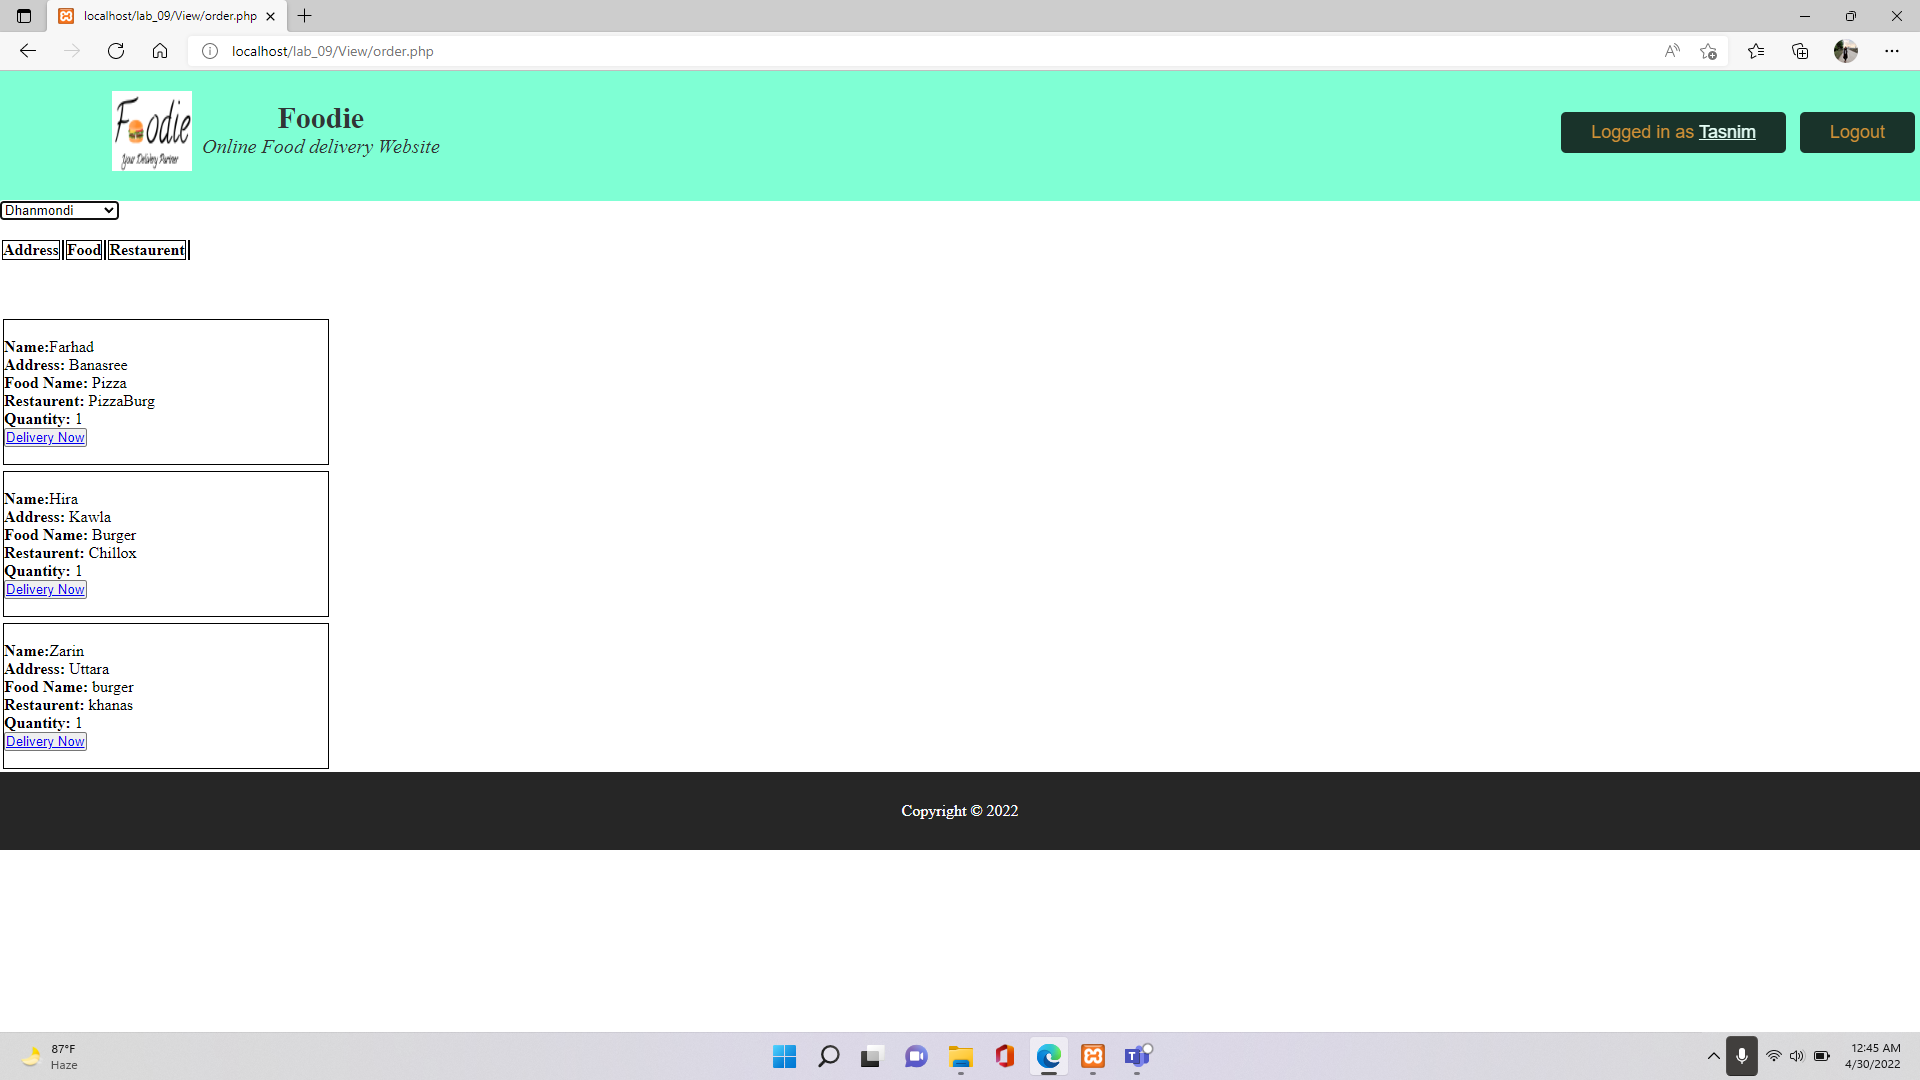 localhost/lab_09/View/order.php
localhost/lab_09/View/order.php
Foodie
Your Delivery Partner
Foodie
Online Food delivery Website
Logged in as Tasnim
Logout
Dhanmondi
Address Food Restaurent
Name:Farhad
Address: Banasree
Food Name: Pizza
Restaurent: PizzaBurg
Quantity: 1
Delivery Now
Name:Hira
Address: Kawla
Food Name: Burger
Restaurent: Chillox
Quantity: 1
Delivery Now
Name:Zarin
Address: Uttara
Food Name: burger
Restaurent: khanas
Quantity: 1
Delivery Now
Copyright © 2022
87°F
Haze
12:45 AM
4/30/2022